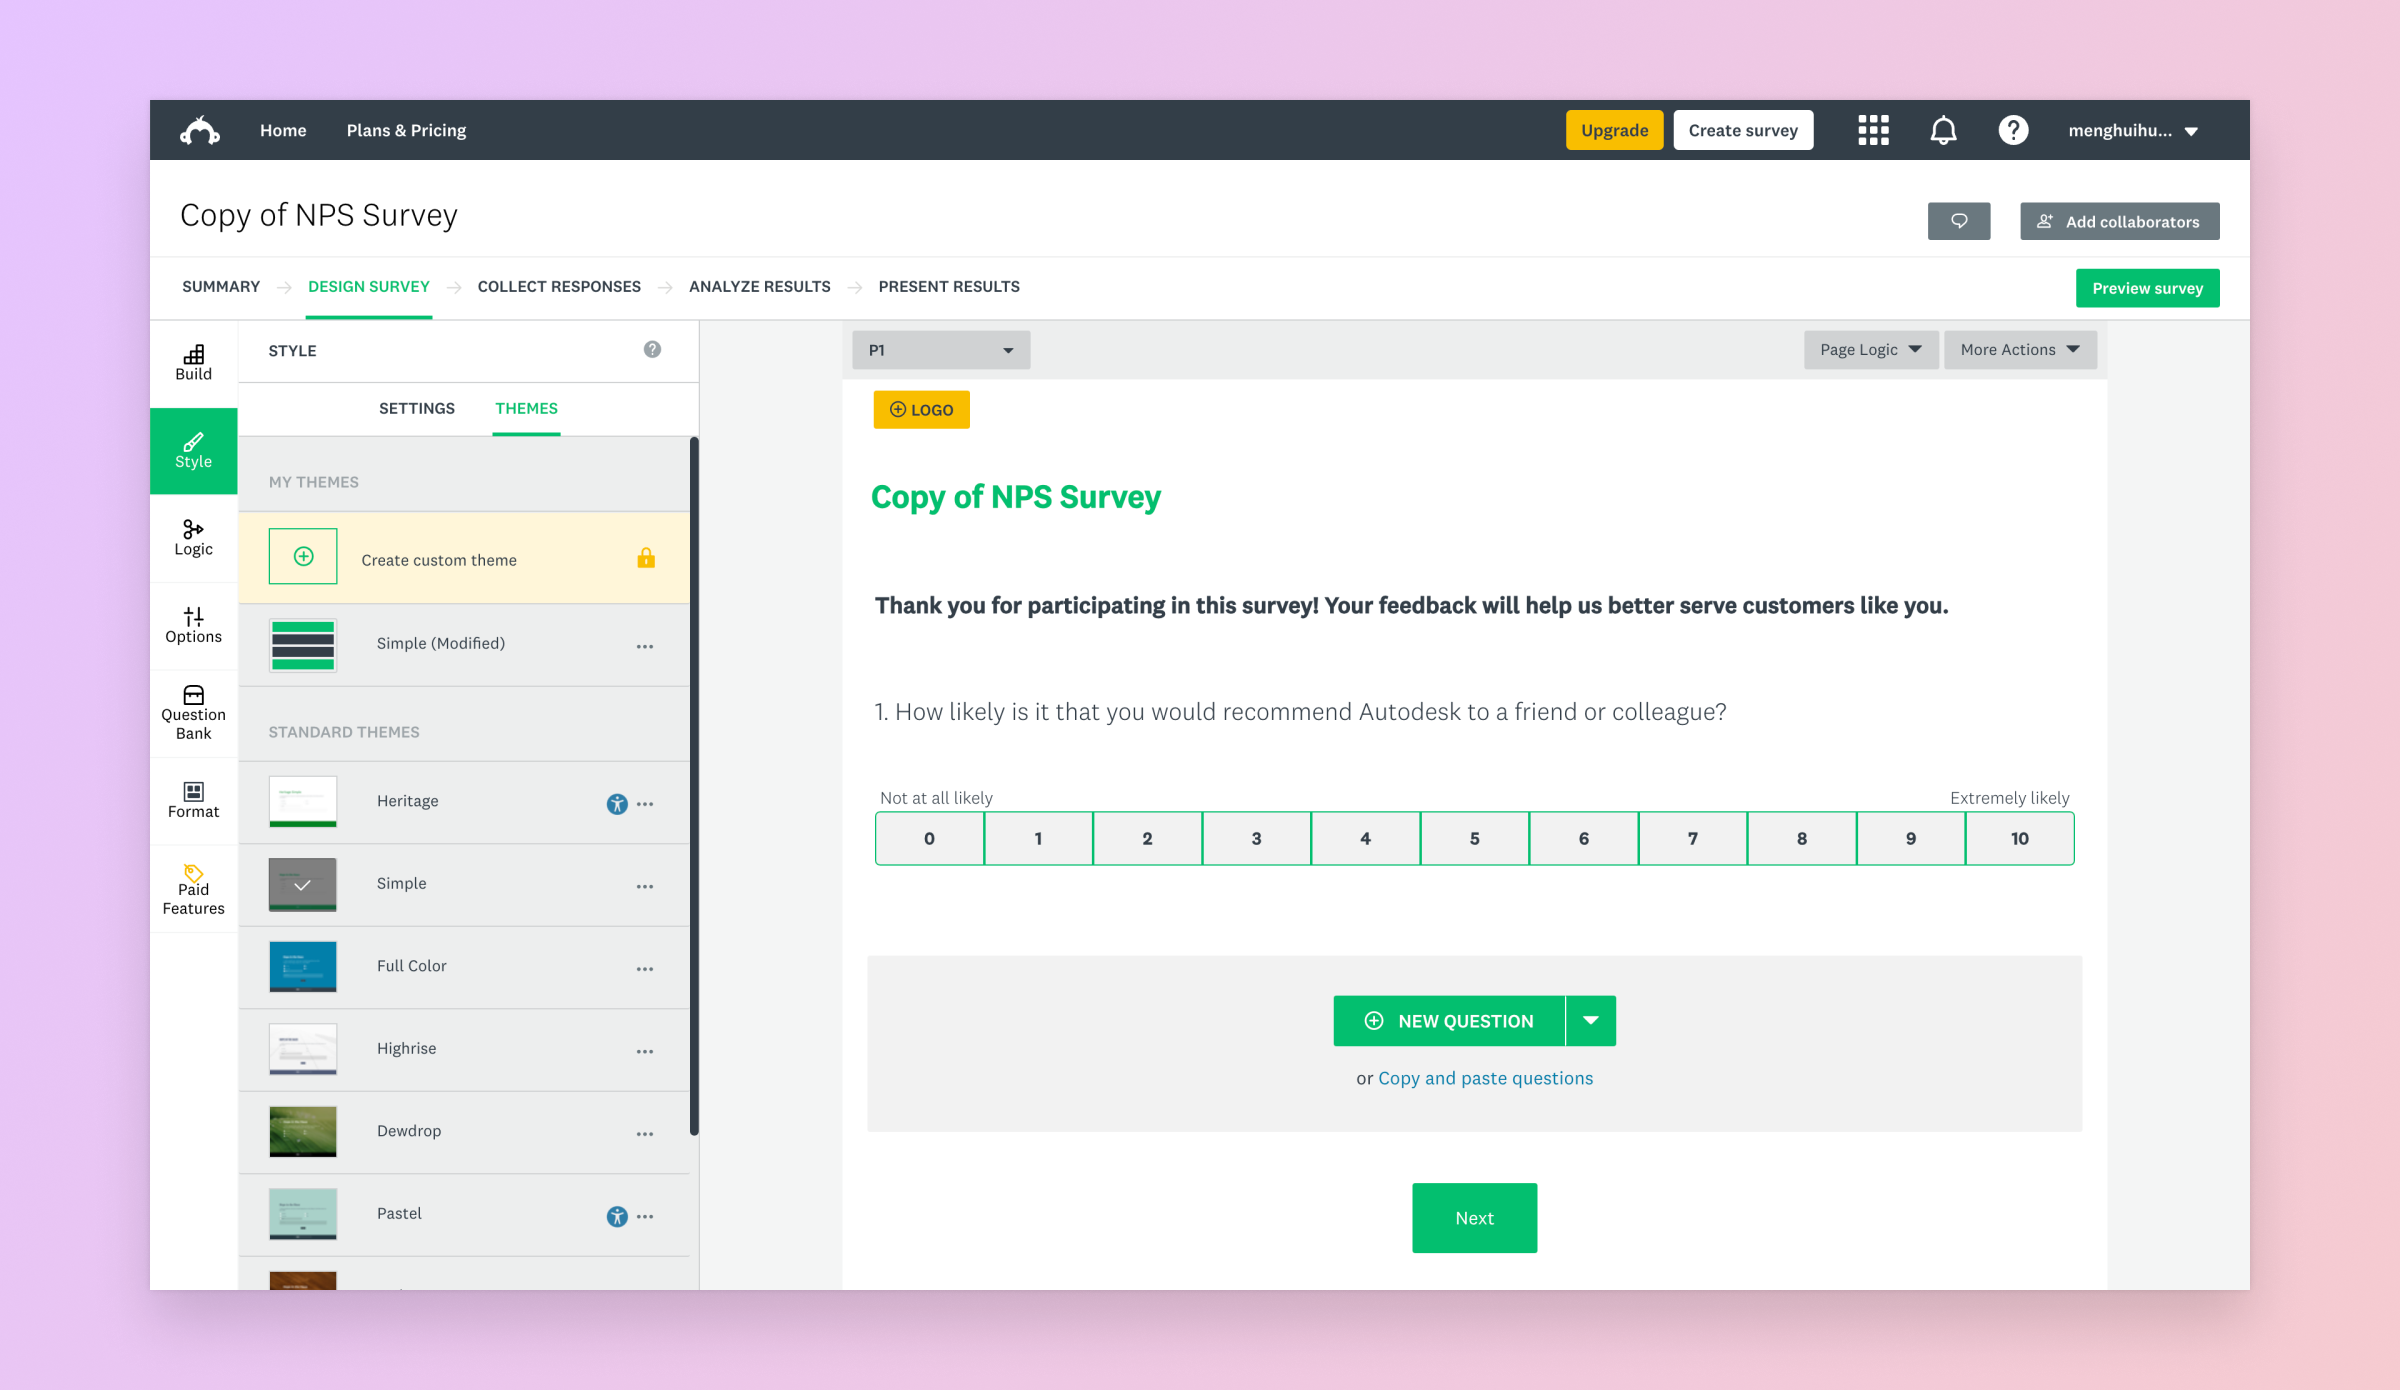 Home
Plans & Pricing
Upgrade
Create survey
menghuihu...
Copy of NPS Survey
Add collaborators
SUMMARY
DESIGN SURVEY
COLLECT RESPONSES
ANALYZE RESULTS
PRESENT RESULTS
Preview survey
Build
Style
Logic
Options
Question
Bank
Format
Paid
Features
STYLE
SETTINGS
THEMES
MY THEMES
Create custom theme
Simple (Modified)
STANDARD THEMES
Heritage
Simple
Full Color
Highrise
Dewdrop
Pastel
P1
Page Logic
More Actions
LOGO
Copy of NPS Survey
Thank you for participating in this survey! Your feedback will help us better serve customers like you.
1. How likely is it that you would recommend Autodesk to a friend or colleague?
Not at all likely
Extremely likely
0 1 2 3 4 5 6 7 8 9 10
NEW QUESTION
or Copy and paste questions
Next